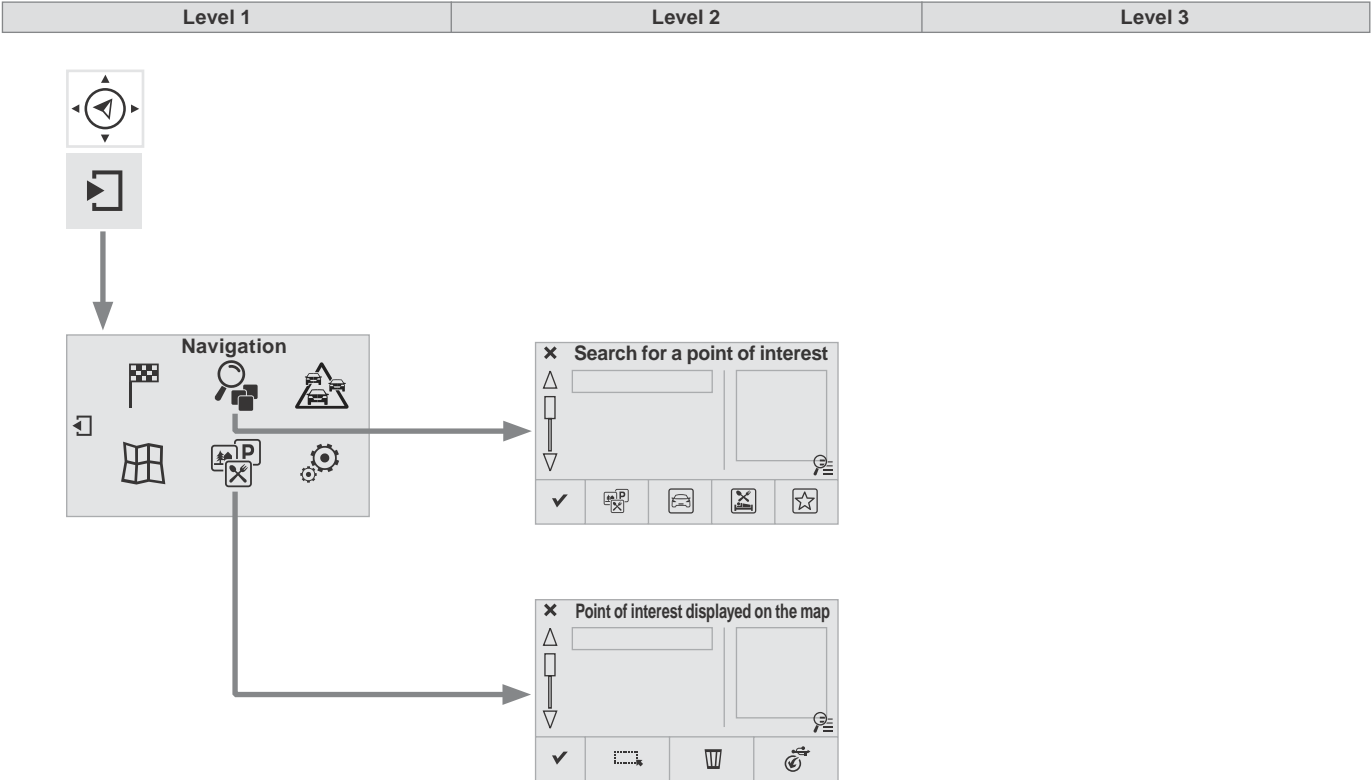 Level 1
Level 2
Level 3
Navigation
P
Search for a point of interest
P
Point of interest displayed on the map